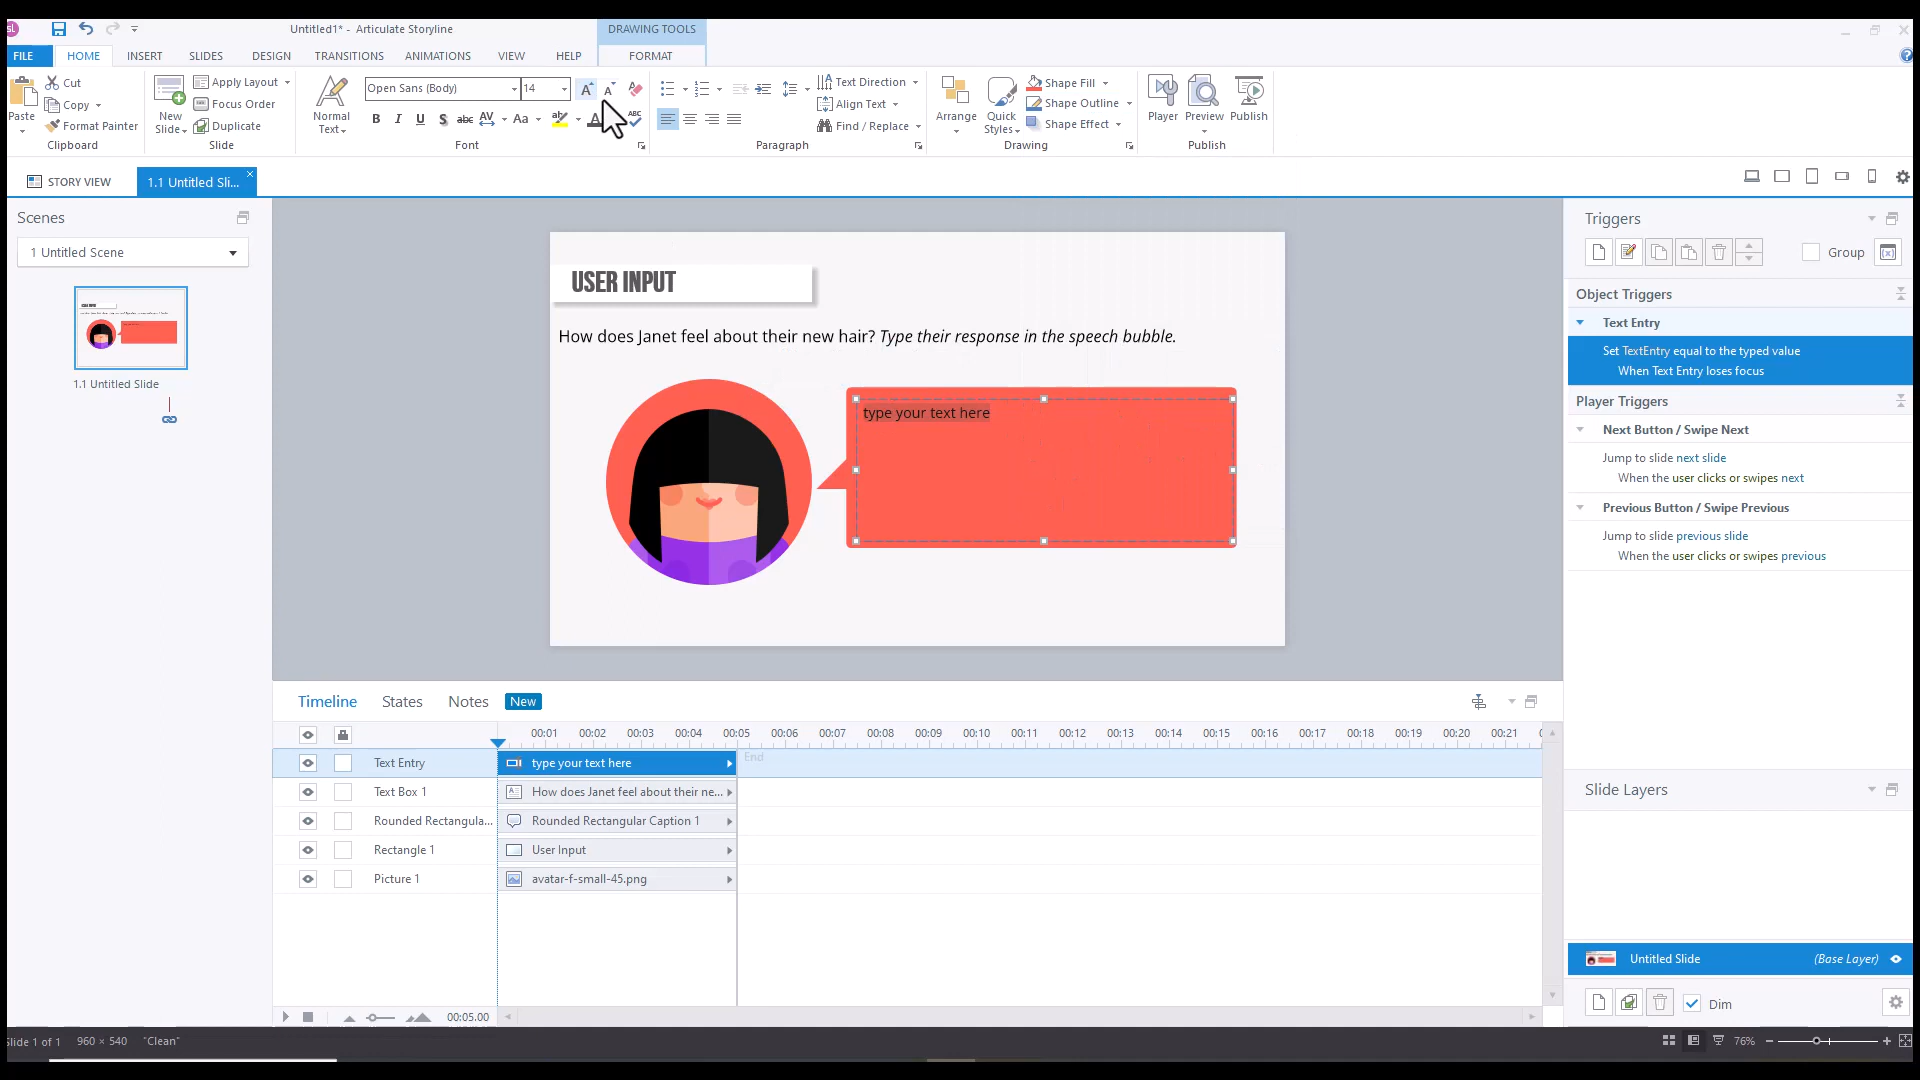 Untitled1* - Articulate Storyline
DRAWING TOOLS
FILE
HOME
INSERT
SLIDES
DESIGN
TRANSITIONS
ANIMATIONS
VIEW
HELP
FORMAT
Paste
Cut
Copy
Format Painter
Clipboard
New
Slide
Apply Layout
Focus Order
Duplicate
Slide
Normal
Text
Open Sans (Body)
14
B I U S abc AV Aa
Font
Text Direction
Align Text
Find / Replace
Paragraph
Arrange
Quick
Styles
Shape Fill
Shape Outline
Shape Effect
Drawing
Player
Preview
Publish
Publish
STORY VIEW
1.1 Untitled Sli...
Scenes
1 Untitled Scene
1.1 Untitled Slide
USER INPUT
How does Janet feel about their new hair? Type their response in the speech bubble.
type your text here
Triggers
Group
Object Triggers
Text Entry
Set TextEntry equal to the typed value
When Text Entry loses focus
Player Triggers
Next Button / Swipe Next
Jump to slide next slide
When the user clicks or swipes next
Previous Button / Swipe Previous
Jump to slide previous slide
When the user clicks or swipes previous
Timeline
States
Notes
New
00:01 00:02 00:03 00:04 00:05 00:06 00:07 00:08 00:09 00:10 00:11 00:12 00:13 00:14 00:15 00:16 00:17 00:18 00:19 00:20 00:21
Text Entry
type your text here
End
Text Box 1
How does Janet feel about their ne...
Rounded Rectangula...
Rounded Rectangular Caption 1
Rectangle 1
User Input
Picture 1
avatar-f-small-45.png
00:05.00
Slide Layers
Untitled Slide
(Base Layer)
Dim
Slide 1 of 1
960 × 540
"Clean"
76%